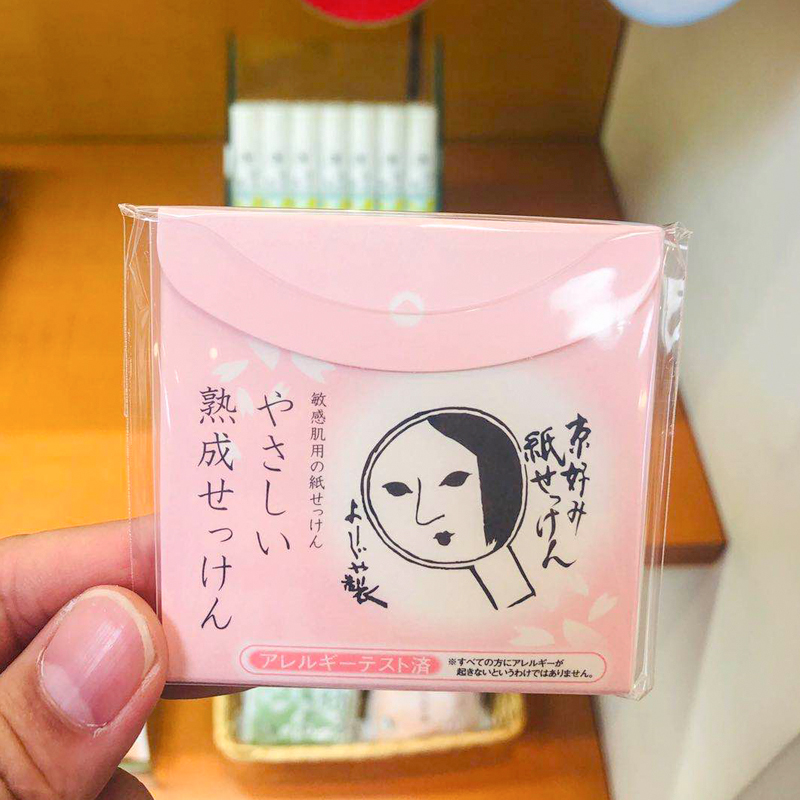 京好み
紙せっけん
よーじや製
敏感肌用の紙せっけん
やさしい
熟成せっけん
アレルギーテスト済
※すべての方にアレルギーが
起きないというわけではありません。